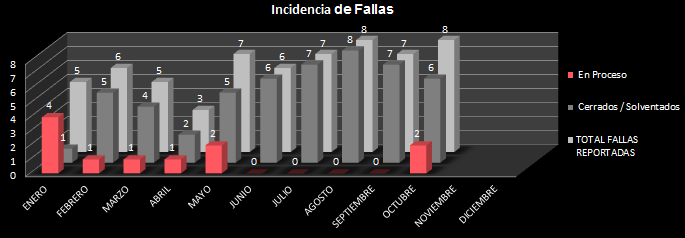 Incidencia de Fallas
8
7
6
5
4
3
2
1
0
5 6 5 3 7 6 7 8 7 8
1 5 4 2 5 6 7 8 7 6
4 1 1 1 2 0 0 0 0 2
ENERO
FEBRERO
MARZO
ABRIL
MAYO
JUNIO
JULIO
AGOSTO
SEPTIEMBRE
OCTUBRE
NOVIEMBRE
DICIEMBRE
En Proceso
Cerrados / Solventados
TOTAL FALLAS
REPORTADAS